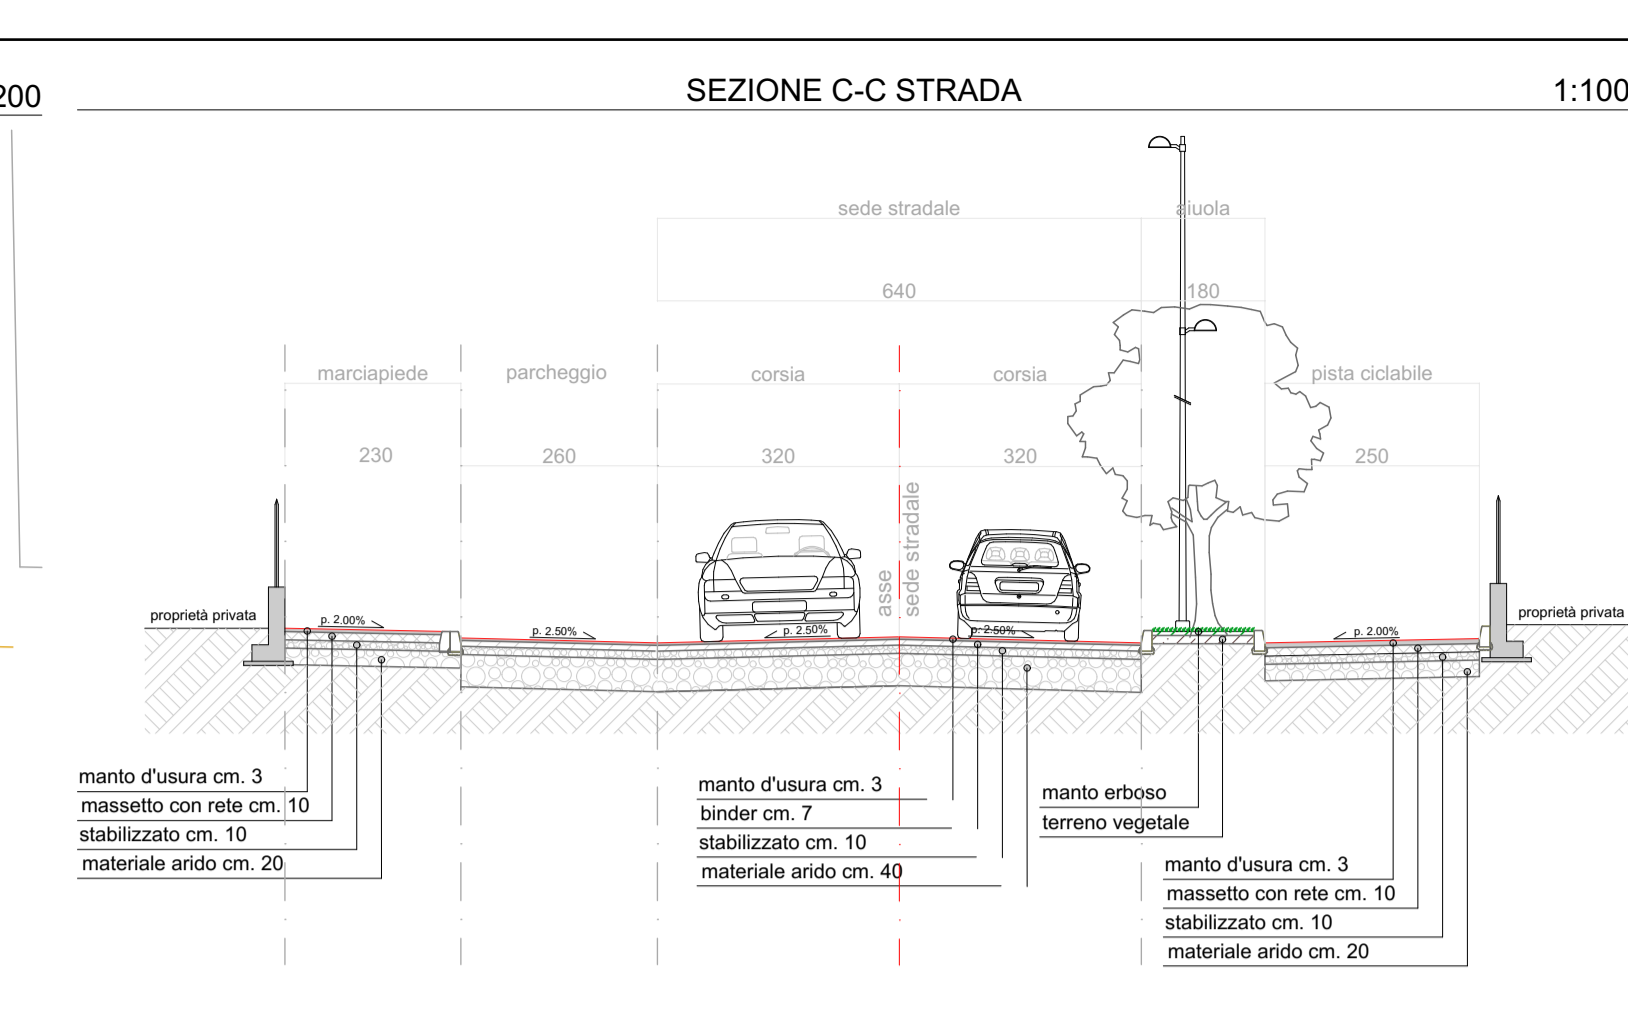 200
SEZIONE C-C STRADA
1:100
sede stradale
aiuola
640
180
marciapiede
parcheggio
corsia
corsia
pista ciclabile
230
260
320
320
250
asse
sede stradale
proprietà privata
p. 2.00%
p. 2.50%
p. 2.50%
p. 2.50%
p. 2.00%
proprietà privata
manto d'usura cm. 3
massetto con rete cm. 10
stabilizzato cm. 10
materiale arido cm. 20
manto d'usura cm. 3
binder cm. 7
stabilizzato cm. 10
materiale arido cm. 40
manto erboso
terreno vegetale
manto d'usura cm. 3
massetto con rete cm. 10
stabilizzato cm. 10
materiale arido cm. 20